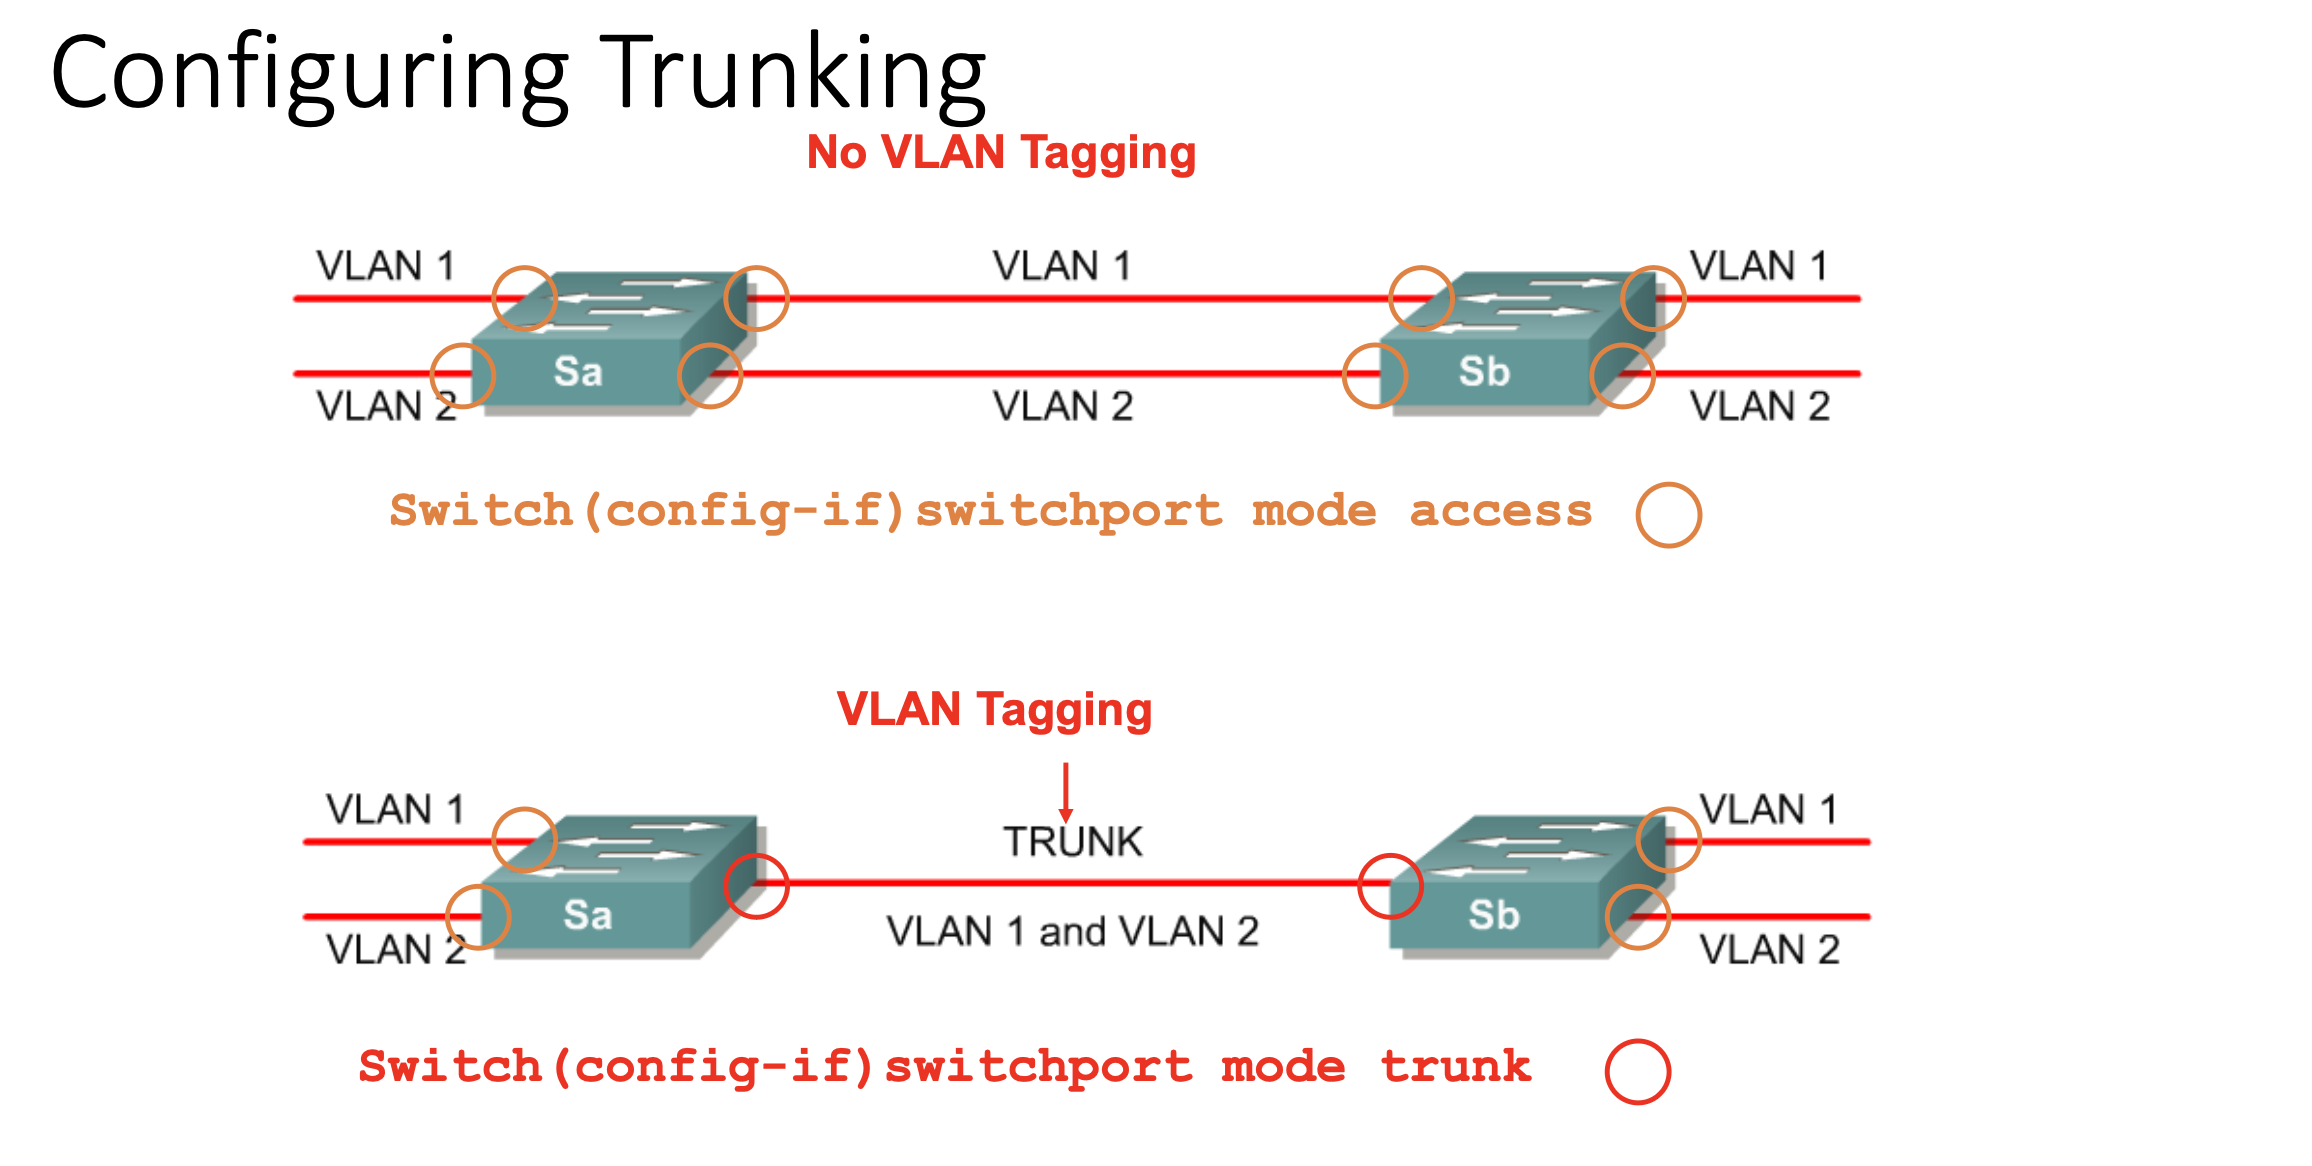 Configuring Trunking
No VLAN Tagging
VLAN 1 VLAN 1 VLAN 1
Sa Sb
VLAN 2 VLAN 2 VLAN 2
Switch(config-if)switchport mode access
VLAN Tagging
VLAN 1 TRUNK VLAN 1
Sa VLAN 1 and VLAN 2 Sb
VLAN 2 VLAN 2
Switch(config-if)switchport mode trunk